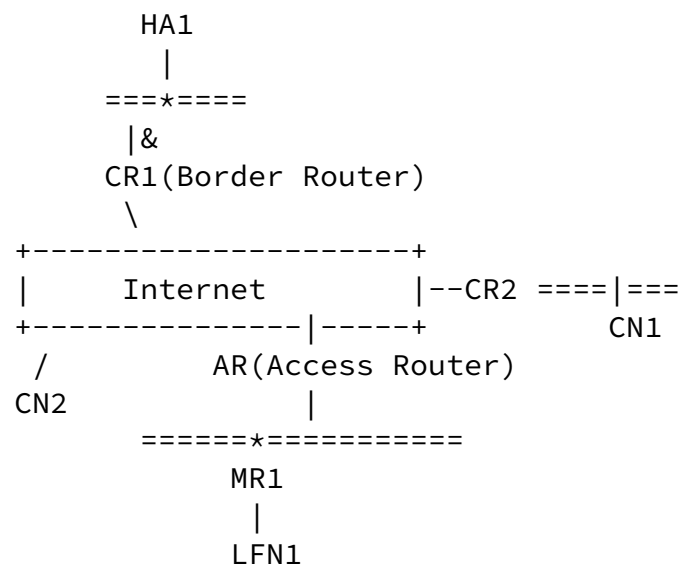 HA1
|
===*====
|&
CR1(Border Router)
\
+---------------------+
|     Internet        |--CR2 ====|===
+---------------|-----+ CN1
/ AR(Access Router)
CN2 |
======*===========
MR1
|
LFN1